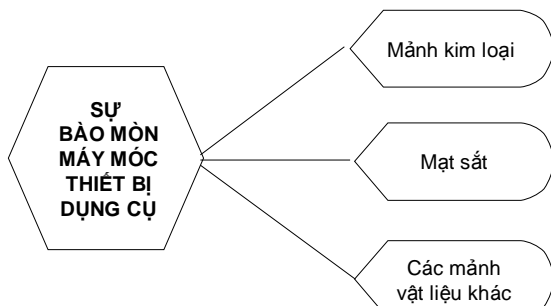 SỰ
BÀO MÒN
MÁY MÓC
THIẾT BỊ
DỤNG CỤ
Mảnh kim loại
Mạt sắt
Các mảnh
vật liệu khác